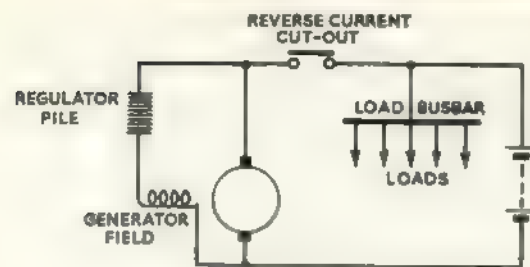 REVERSE CURRENT
CUT-OUT
REGULATOR
PILE
LOAD BUSBAR
LOADS
GENERATOR
FIELD